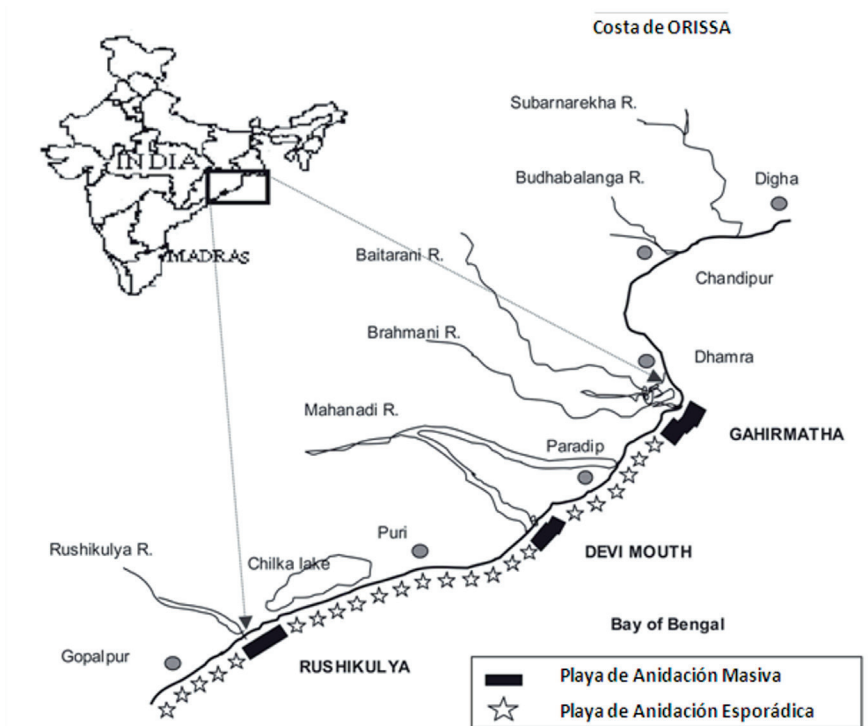 Costa de ORISSA
INDIA
MADRAS
Subarnarekha R.
Budhabalanga R.
Digha
Baitarani R.
Chandipur
Brahmani R.
Dhamra
Mahanadi R.
GAHIRMATHA
Paradip
Puri
DEVI MOUTH
Rushikulya R.
Chilka lake
Bay of Bengal
Gopalpur
RUSHIKULYA
Playa de Anidación Masiva
Playa de Anidación Esporádica